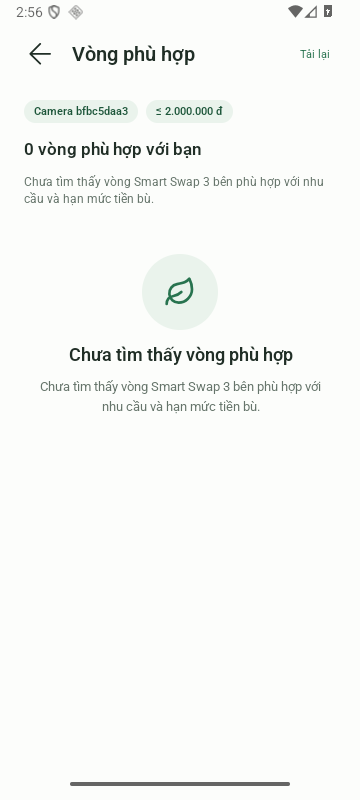 2:56
Vòng phù hợp
Tải lại
Camera bfbc5daa3
≤ 2.000.000 đ
0 vòng phù hợp với bạn
Chưa tìm thấy vòng Smart Swap 3 bên phù hợp với nhu
cầu và hạn mức tiền bù.
Chưa tìm thấy vòng phù hợp
Chưa tìm thấy vòng Smart Swap 3 bên phù hợp với
nhu cầu và hạn mức tiền bù.